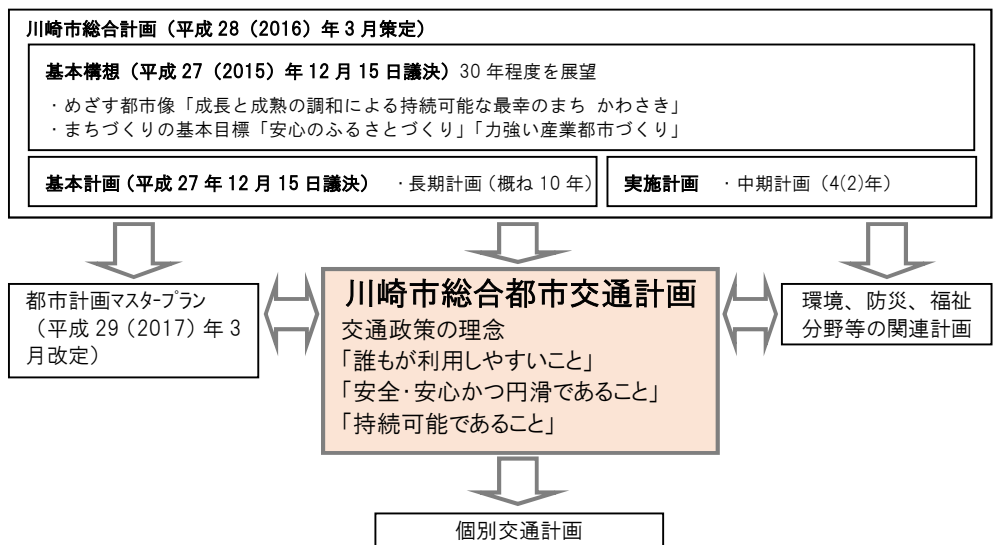 川崎市総合計画（平成28（2016）年3月策定）
基本構想（平成27（2015）年12月15日議決）30年程度を展望
・めざす都市像「成長と成熟の調和による持続可能な最幸のまち かわさき」
・まちづくりの基本目標「安心のふるさとづくり」「力強い産業都市づくり」
基本計画（平成27年12月15日議決） ・長期計画（概ね10年）
実施計画 ・中期計画（4(2)年）
都市計画マスタープラン
（平成29（2017）年3
月改定）
川崎市総合都市交通計画
交通政策の理念
「誰もが利用しやすいこと」
「安全・安心かつ円滑であること」
「持続可能であること」
環境、防災、福祉
分野等の関連計画
個別交通計画